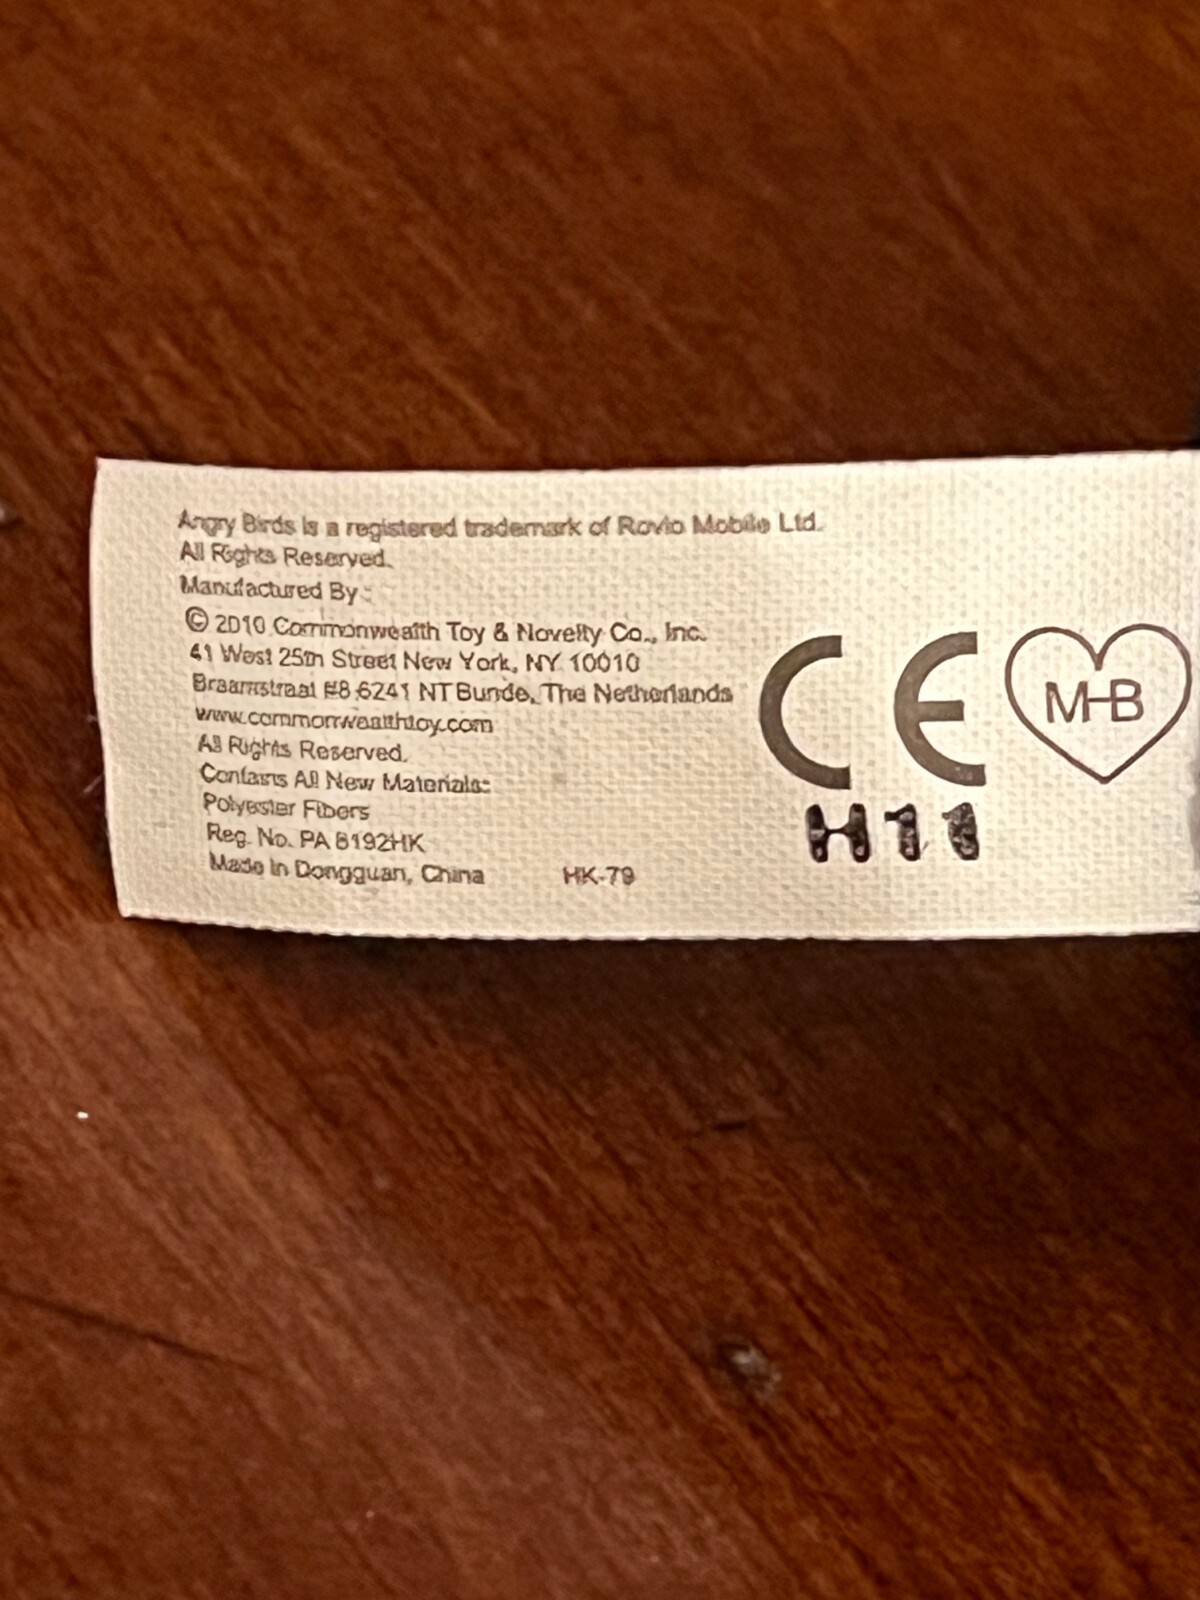 Angry Birds is a registered trademark of Rovio Mobile Ltd.
All Rights Reserved.
Manufactured By:
© 2010 Commonwealth Toy & Novelty Co., Inc.
41 West 25th Street New York, NY 10010
Braamstraat #8 6241 NT Bunde, The Netherlands
www.commonwealthtoy.com
All Rights Reserved.
Contains All New Materials:
Polyester Fibers
Reg. No. PA 8192HK
Made In Dongguan, China HK-79
CE
M-B
H11